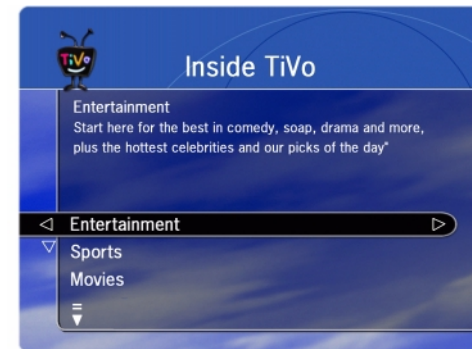 TiVo
Inside TiVo
Entertainment
Start here for the best in comedy, soap, drama and more,
plus the hottest celebrities and our picks of the day"
Entertainment
Sports
Movies